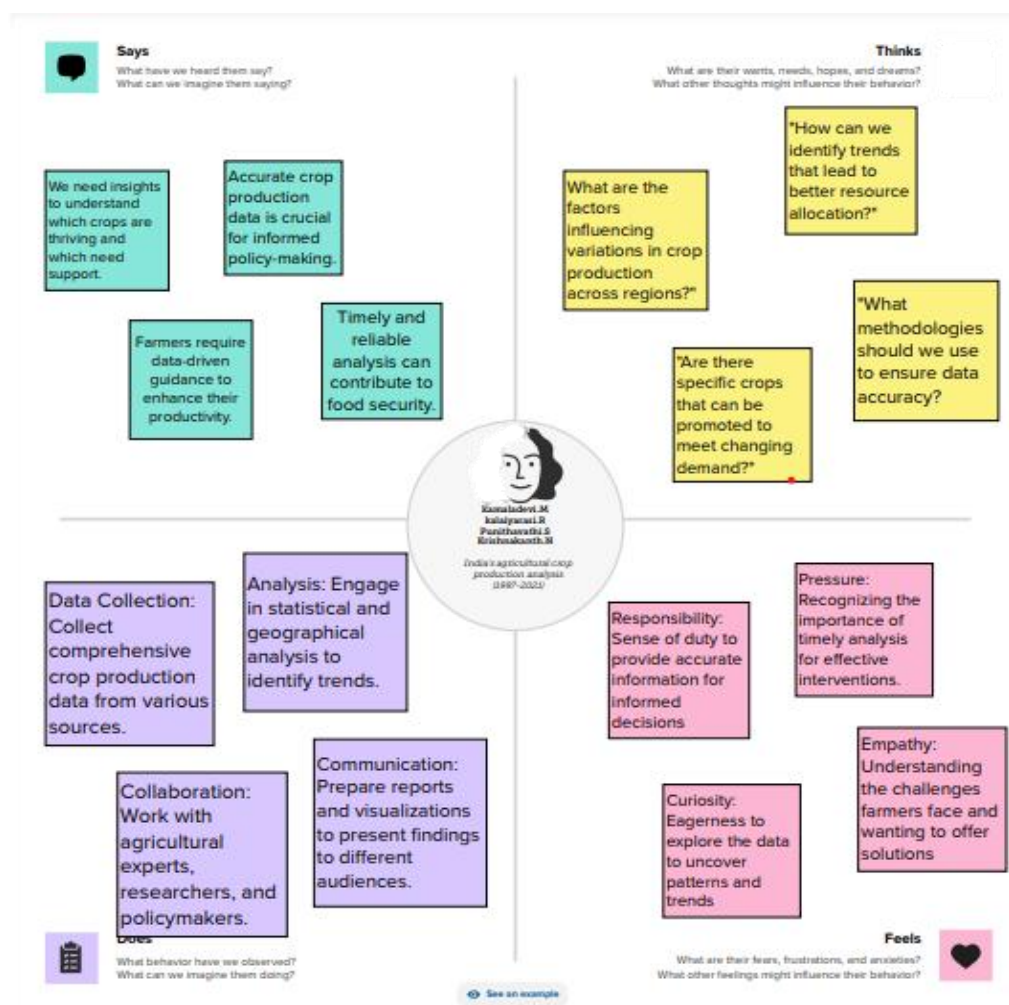 Says
What have we heard them say?
What can we imagine them saying?
Thinks
What are their wants, needs, hopes, and dreams?
What other thoughts might influence their behavior?
We need insights
to understand
which crops are
thriving and
which need
support.
Accurate crop
production
data is crucial
for informed
policy-making.
Farmers require
data-driven
guidance to
enhance their
productivity.
Timely and
reliable
analysis can
contribute to
food security.
What are the
factors
influencing
variations in crop
production
across regions?"
"How can we
identify trends
that lead to
better resource
allocation?"
"Are there
specific crops
that can be
promoted to
meet changing
demand?"
"What
methodologies
should we use
to ensure data
accuracy?
Kamaladevi.M
kalaiyarasi.R
Punithavathi.S
Krishnakanth.N
India's agricultural crop
production analysis
(1997-2021)
Data Collection:
Collect
comprehensive
crop production
data from various
sources.
Analysis: Engage
in statistical and
geographical
analysis to
identify trends.
Collaboration:
Work with
agricultural
experts,
researchers, and
policymakers.
Communication:
Prepare reports
and visualizations
to present findings
to different
audiences.
Responsibility:
Sense of duty to
provide accurate
information for
informed
decisions
Pressure:
Recognizing the
importance of
timely analysis
for effective
interventions.
Curiosity:
Eagerness to
explore the data
to uncover
patterns and
trends
Empathy:
Understanding
the challenges
farmers face and
wanting to offer
solutions
Does
What behavior have we observed?
What can we imagine them doing?
Feels
What are their fears, frustrations, and anxieties?
What other feelings might influence their behavior?
See an example